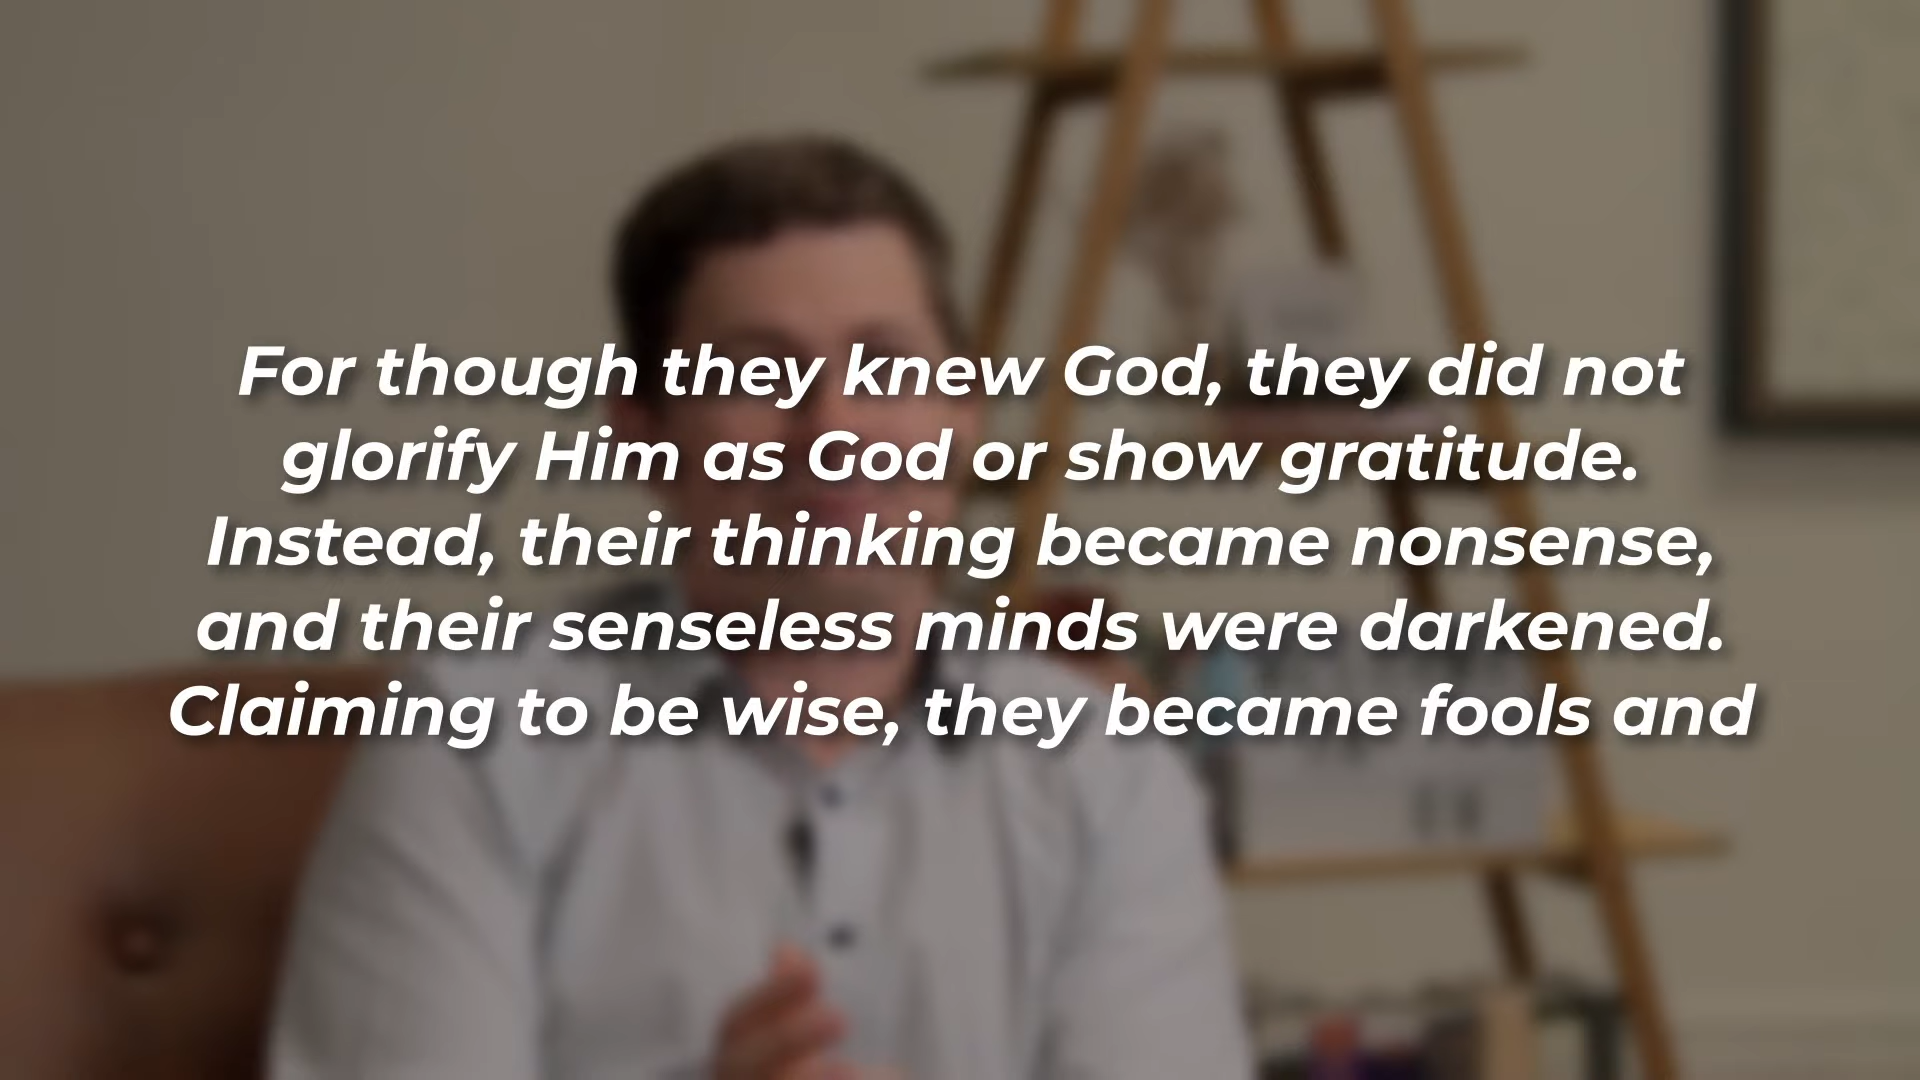 For though they knew God, they did not
glorify Him as God or show gratitude.
Instead, their thinking became nonsense,
and their senseless minds were darkened.
Claiming to be wise, they became fools and